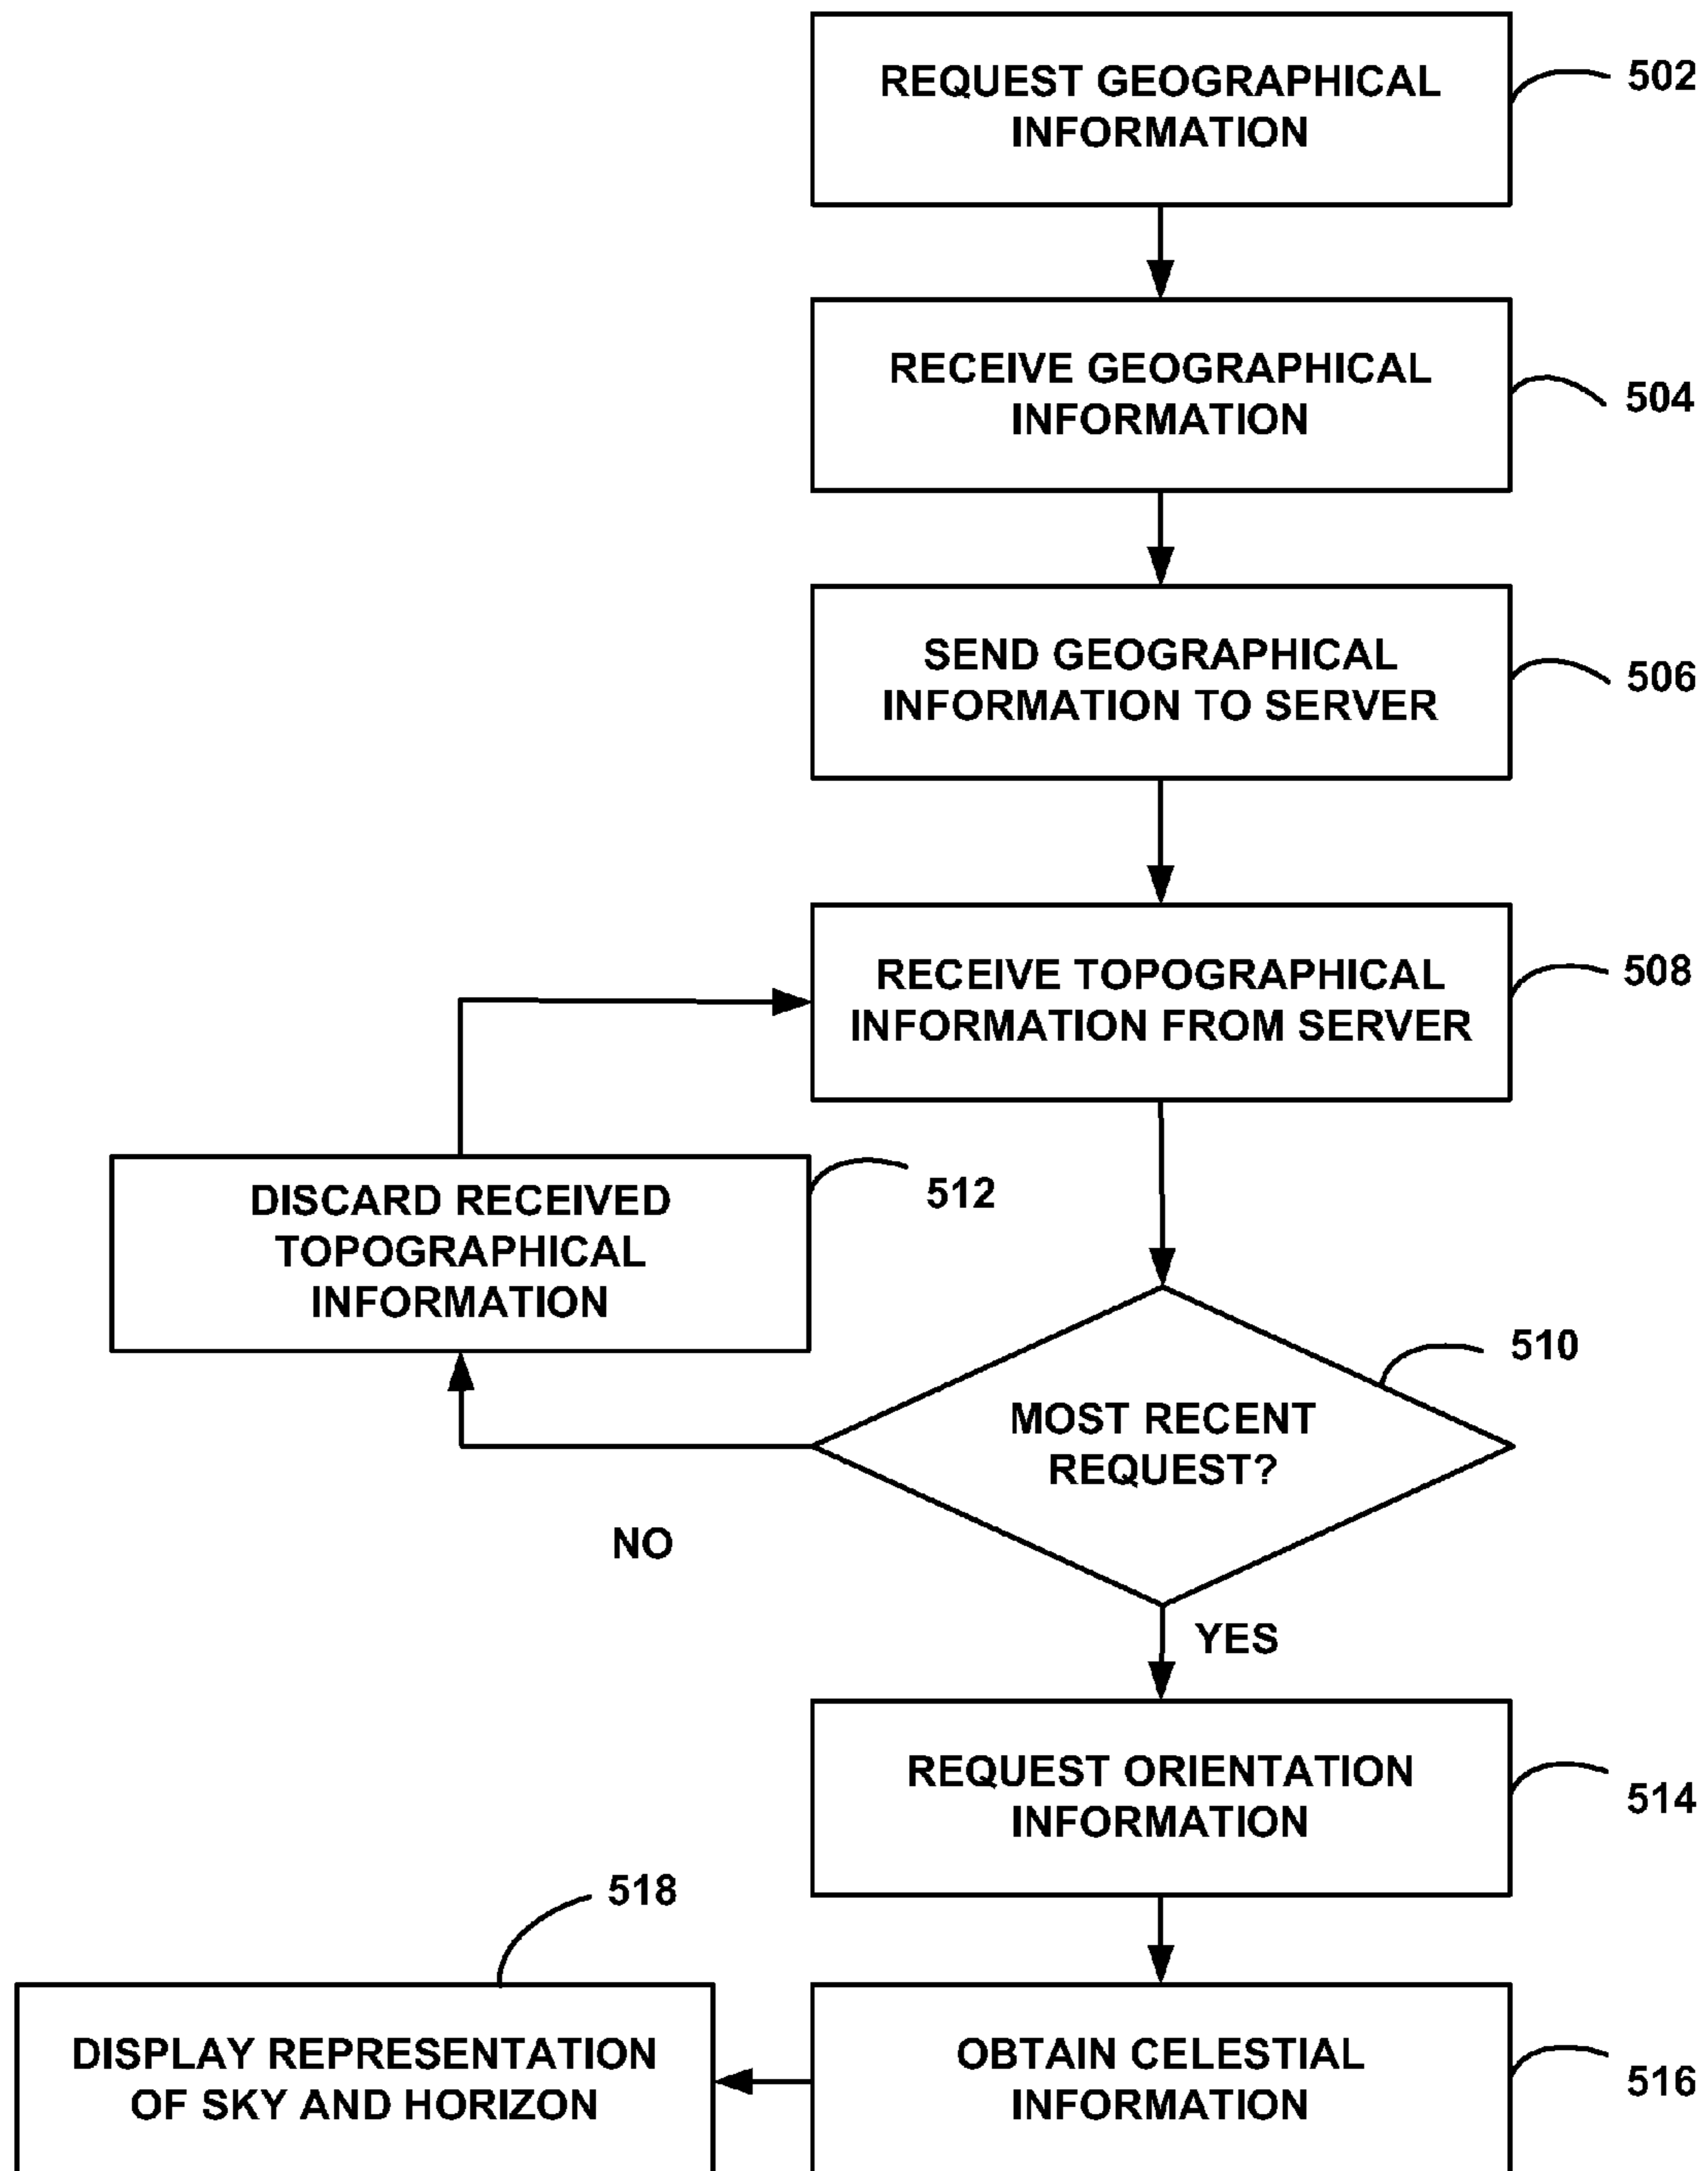 REQUEST GEOGRAPHICAL
INFORMATION
502
RECEIVE GEOGRAPHICAL
INFORMATION
504
SEND GEOGRAPHICAL
INFORMATION TO SERVER
506
RECEIVE TOPOGRAPHICAL
INFORMATION FROM SERVER
508
DISCARD RECEIVED
TOPOGRAPHICAL
INFORMATION
512
MOST RECENT
REQUEST?
510
NO
YES
REQUEST ORIENTATION
INFORMATION
514
518
DISPLAY REPRESENTATION
OF SKY AND HORIZON
OBTAIN CELESTIAL
INFORMATION
516